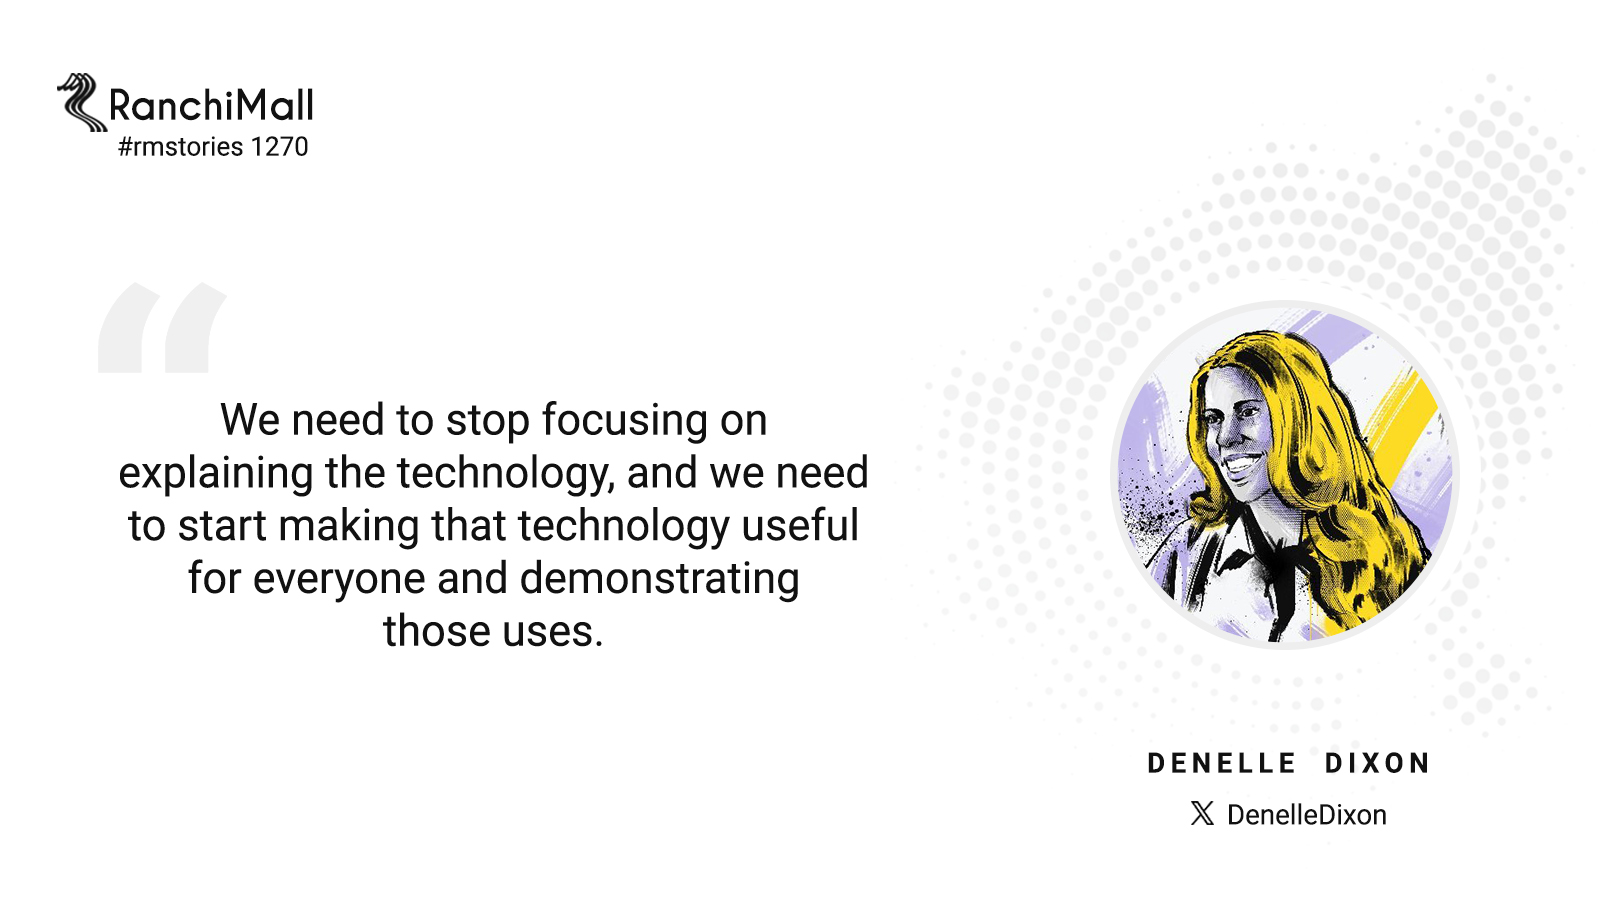 RanchiMall
#rmstories 1270
We need to stop focusing on
explaining the technology, and we need
to start making that technology useful
for everyone and demonstrating
those uses.
DENELLE DIXON
X DenelleDixon